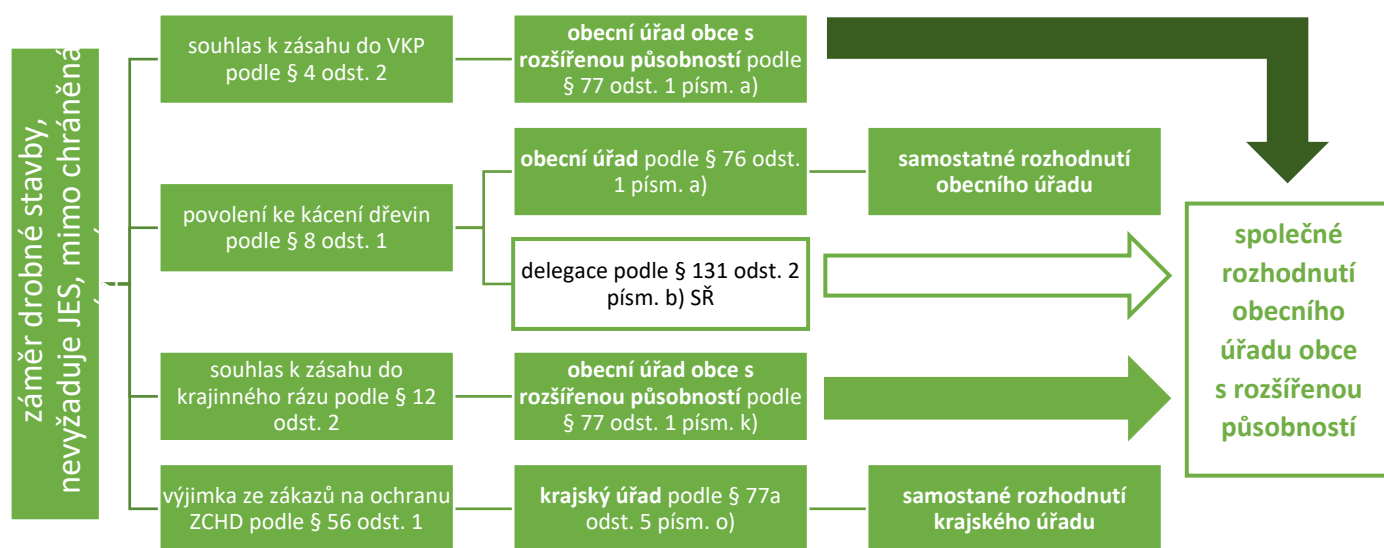 záměr drobné stavby,
nevyžaduje JES, mimo chráněná
souhlas k zásahu do VKP
podle § 4 odst. 2
obecní úřad obce s
rozšířenou působností podle
§ 77 odst. 1 písm. a)
povolení ke kácení dřevin
podle § 8 odst. 1
obecní úřad podle § 76 odst.
1 písm. a)
samostatné rozhodnutí
obecního úřadu
delegace podle § 131 odst. 2
písm. b) SŘ
souhlas k zásahu do
krajinného rázu podle § 12
odst. 2
obecní úřad obce s
rozšířenou působností podle
§ 77 odst. 1 písm. k)
výjimka ze zákazů na ochranu
ZCHD podle § 56 odst. 1
krajský úřad podle § 77a
odst. 5 písm. o)
samostané rozhodnutí
krajského úřadu
společné
rozhodnutí
obecního
úřadu obce
s rozšířenou
působností